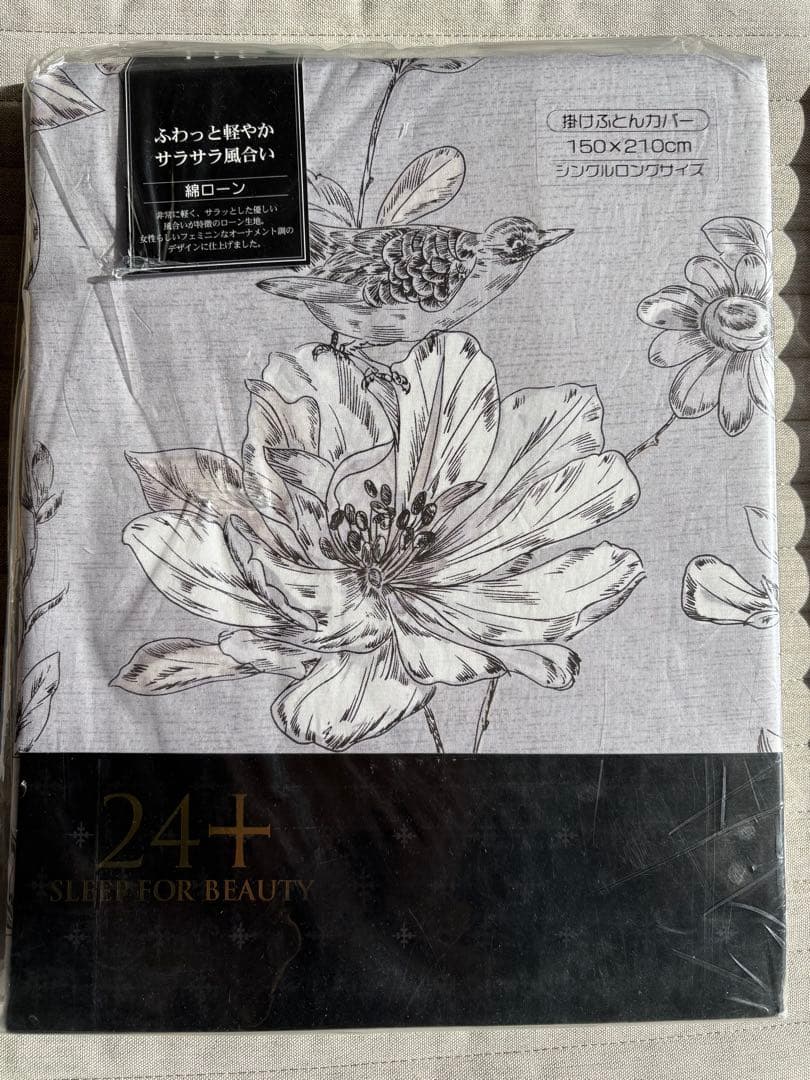 ふわっと軽やか
サラサラ風合い
綿ローン
非常に軽く、サラッとした優しい
風合いが特徴のローン生地。
女性らしいフェミニンなオーナメント調の
デザインに仕上げました。
掛けふとんカバー
150×210cm
シングルロングサイズ
24+
SLEEP FOR BEAUTY